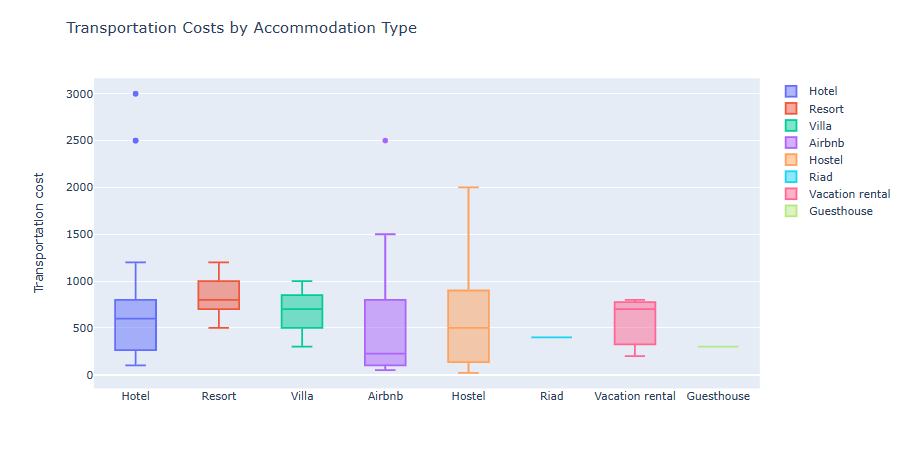 Transportation Costs by Accommodation Type
Transportation cost
3000
2500
2000
1500
1000
500
0
Hotel
Resort
Villa
Airbnb
Hostel
Riad
Vacation rental
Guesthouse
Hotel
Resort
Villa
Airbnb
Hostel
Riad
Vacation rental
Guesthouse